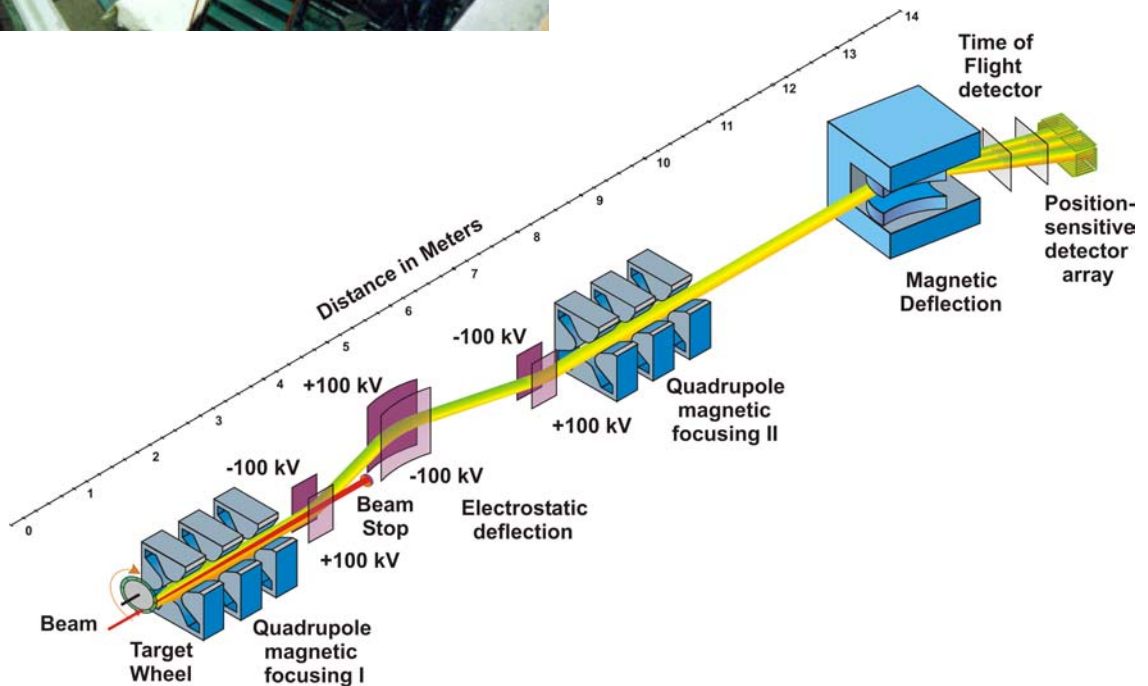 14
13
12
11
10
9
8
7
6
5
4
3
2
1
0
Distance in Meters
Time of
Flight
detector
Position-
sensitive
detector
array
Magnetic
Deflection
-100 kV
+100 kV
Quadrupole
magnetic
focusing II
+100 kV
-100 kV
Electrostatic
deflection
-100 kV
+100 kV
Beam
Stop
Beam
Target
Wheel
Quadrupole
magnetic
focusing I